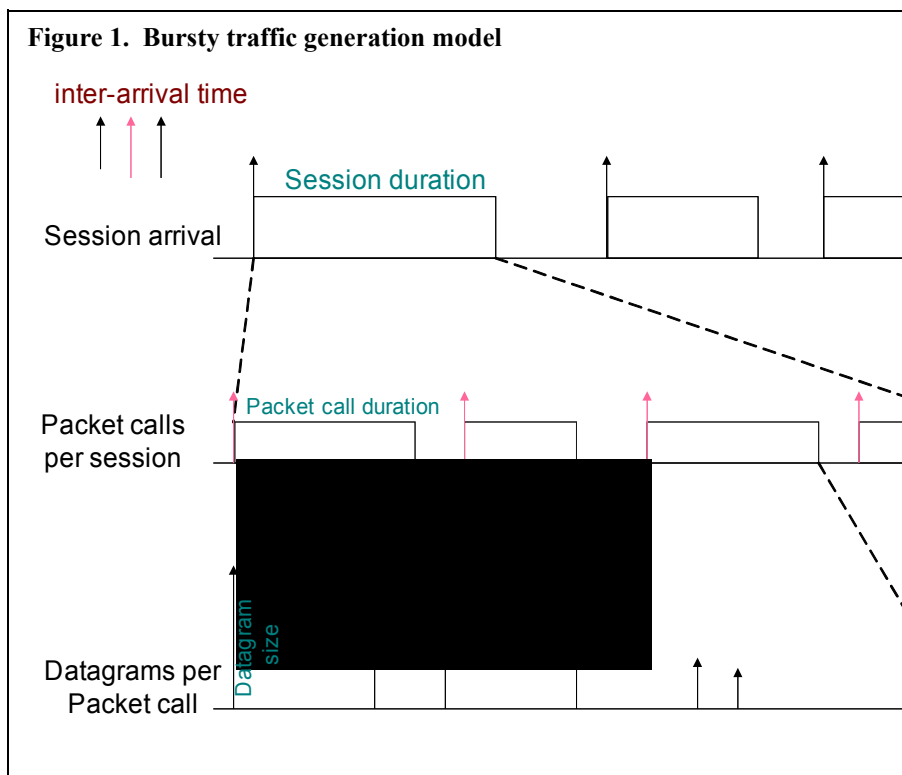 Figure 1.  Bursty traffic generation model
inter-arrival time
Session duration
Session arrival
Packet call duration
Packet calls
per session
Datagram
size
Datagrams per
Packet call